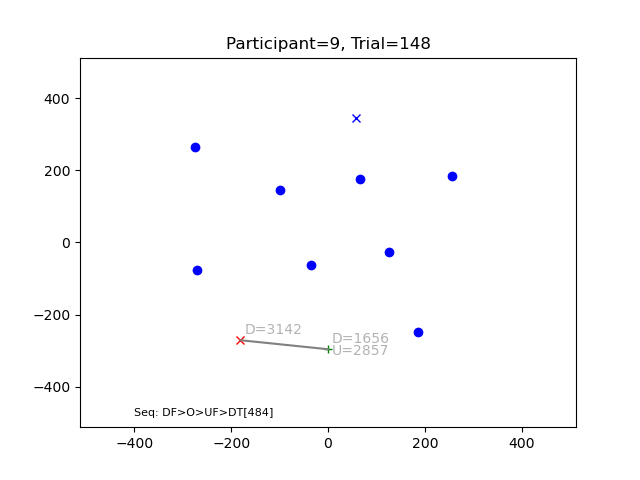 Participant=9, Trial=148
400
200
0
−200
−400
D=3142
D=1656
U=2857
Seq: DF>O>UF>DT[484]
−400 −200 0 200 400